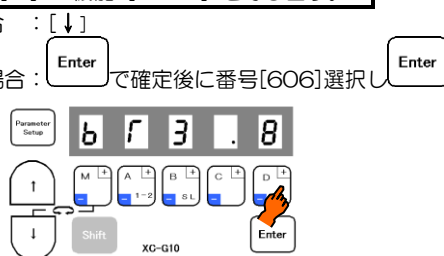 :[↓]
場合:[Enter]で確定後に番号[606]選択し[Enter]
Parameter Setup
b Γ 3 . 8
↑ M + - A + - 1-2 B + - SL C + - D + -
↓ Shift XC-G10 Enter